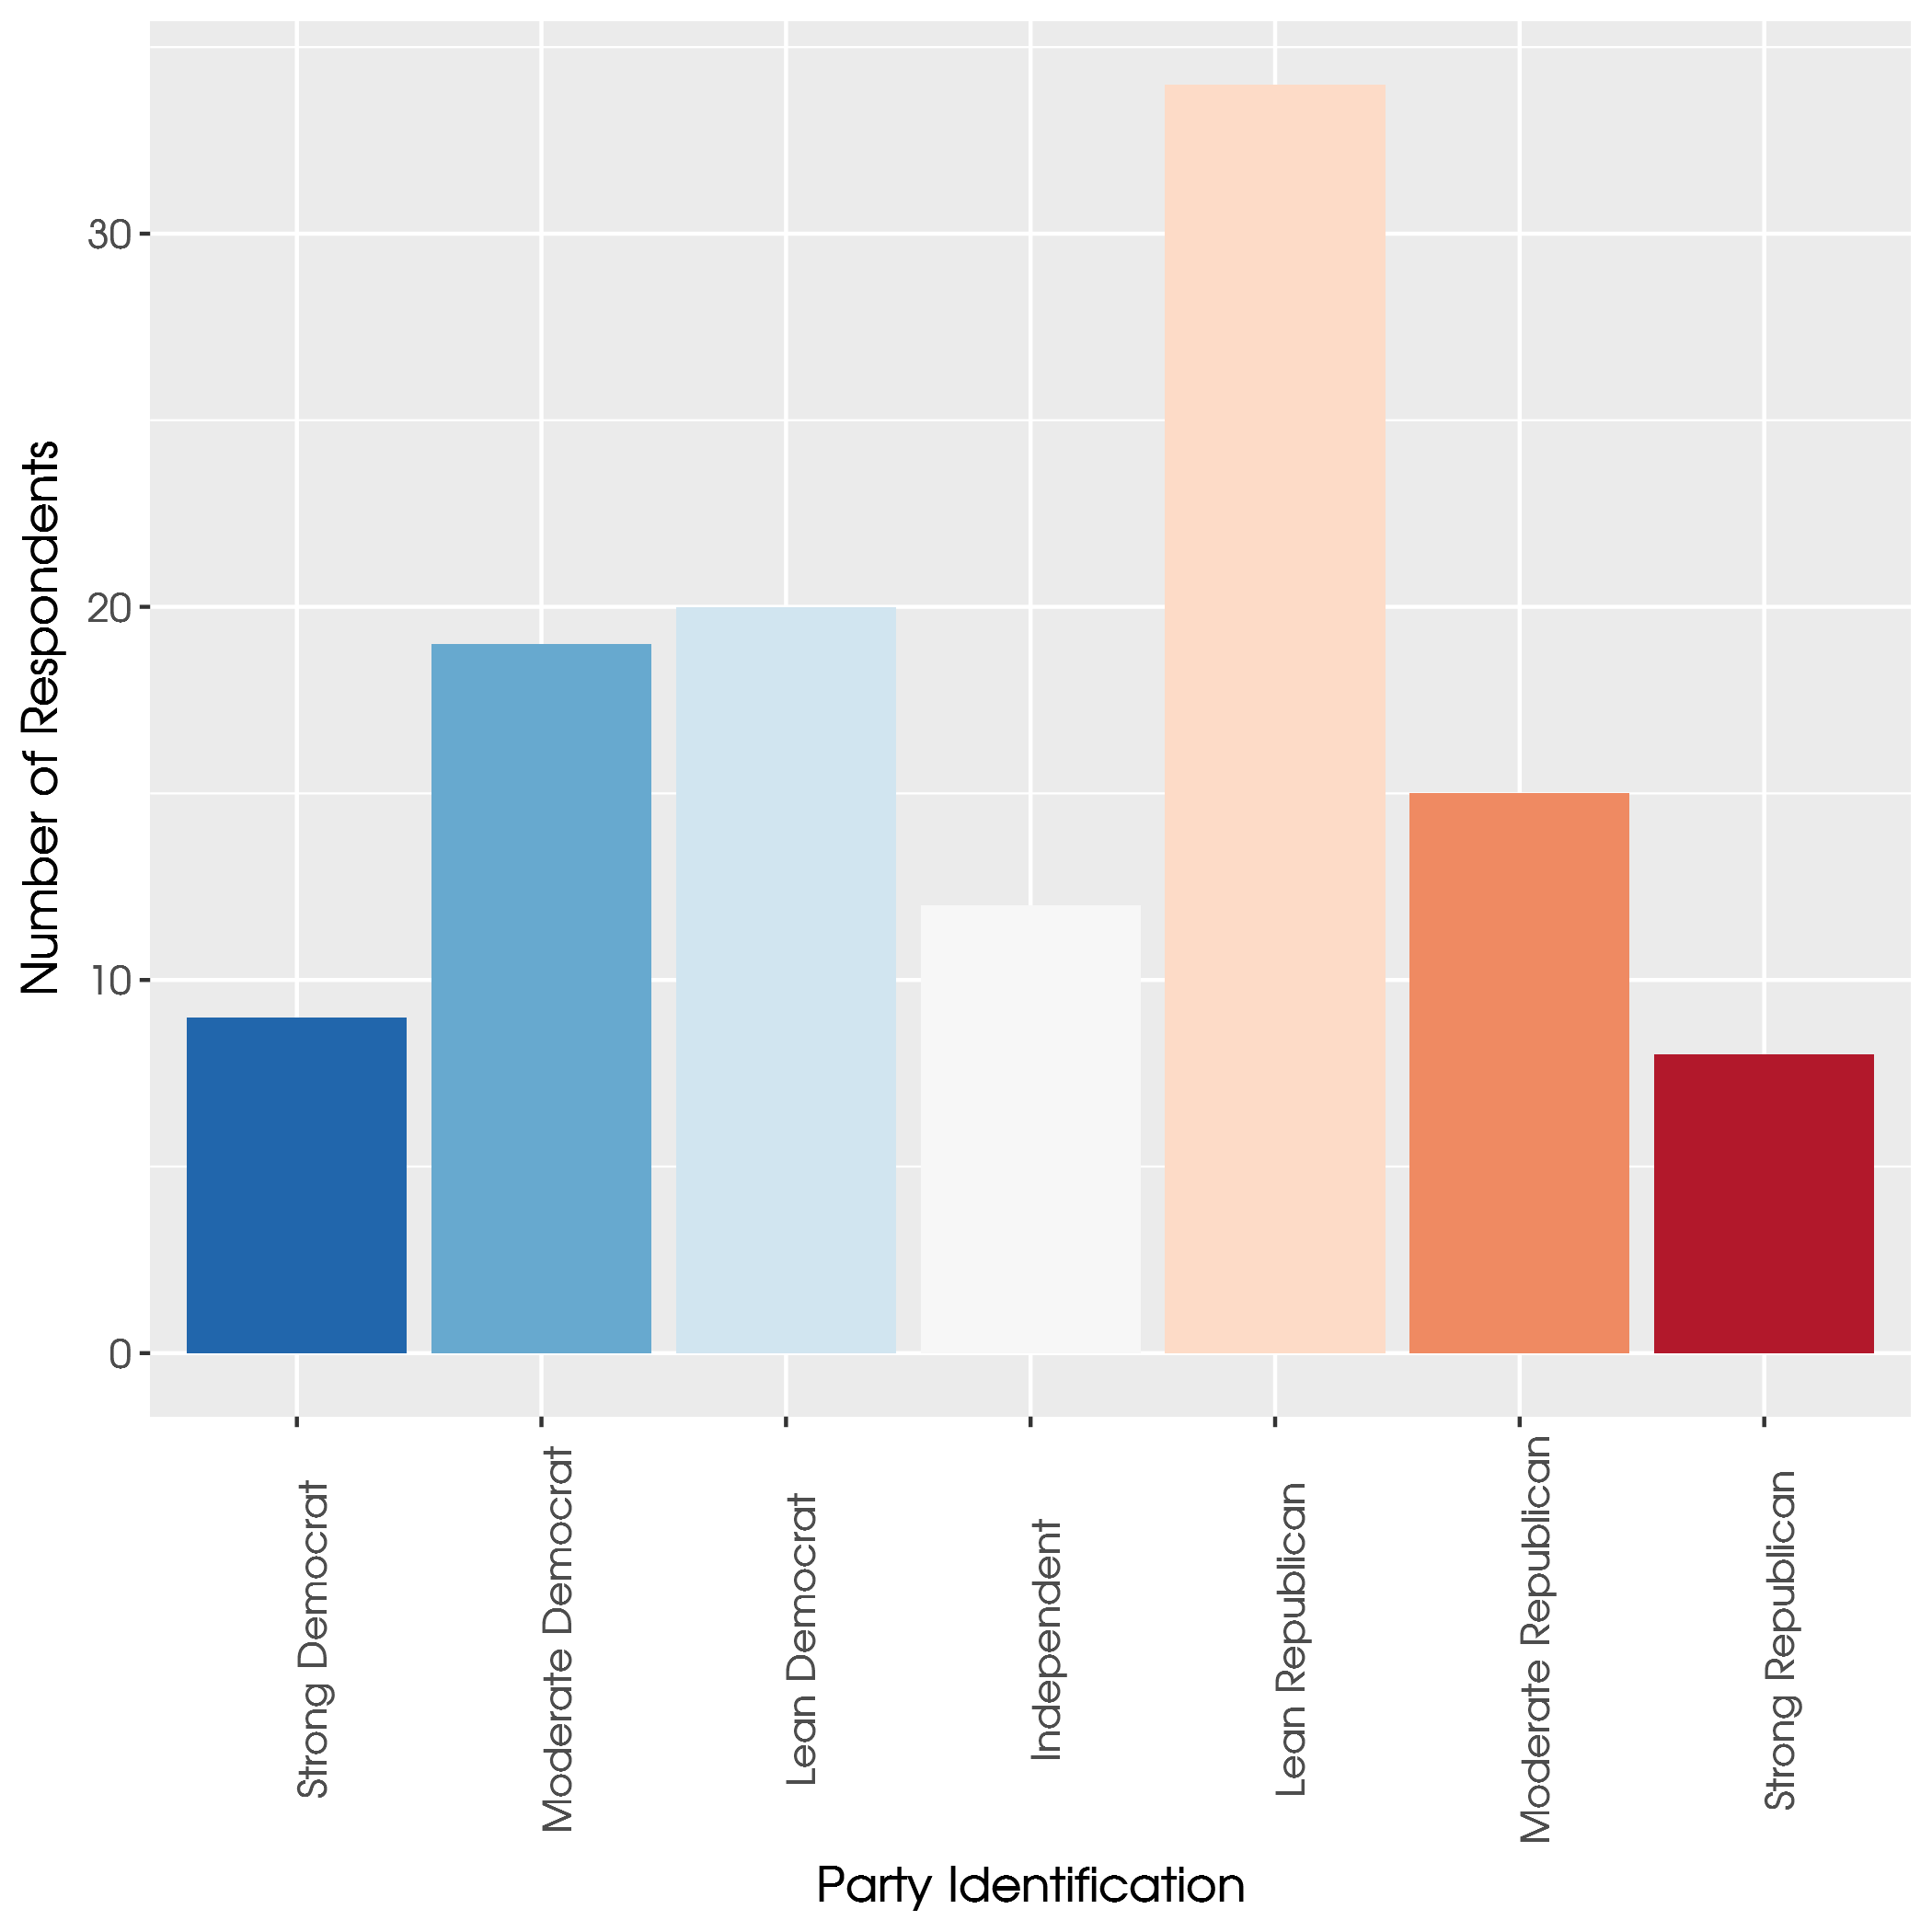 Number of Respondents
30
20
10
0
Strong Democrat
Moderate Democrat
Lean Democrat
Independent
Lean Republican
Moderate Republican
Strong Republican
Party Identification